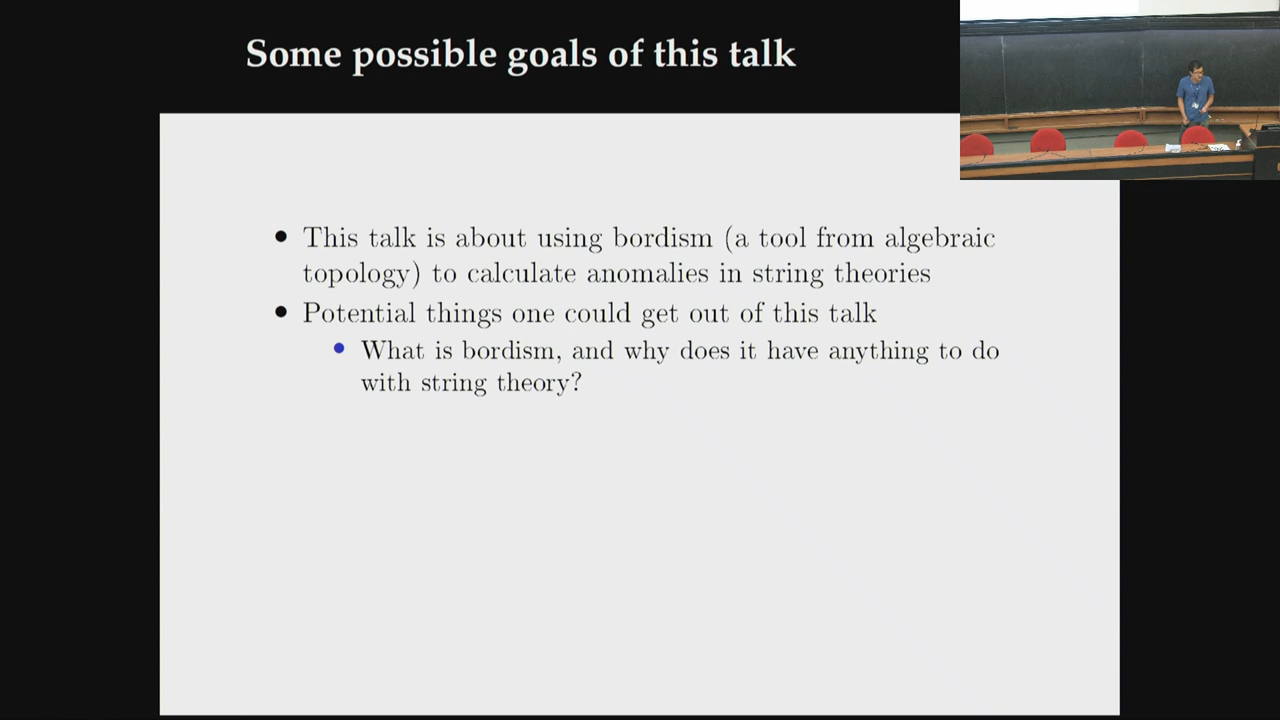 Some possible goals of this talk
• This talk is about using bordism (a tool from algebraic
topology) to calculate anomalies in string theories
• Potential things one could get out of this talk
• What is bordism, and why does it have anything to do
with string theory?